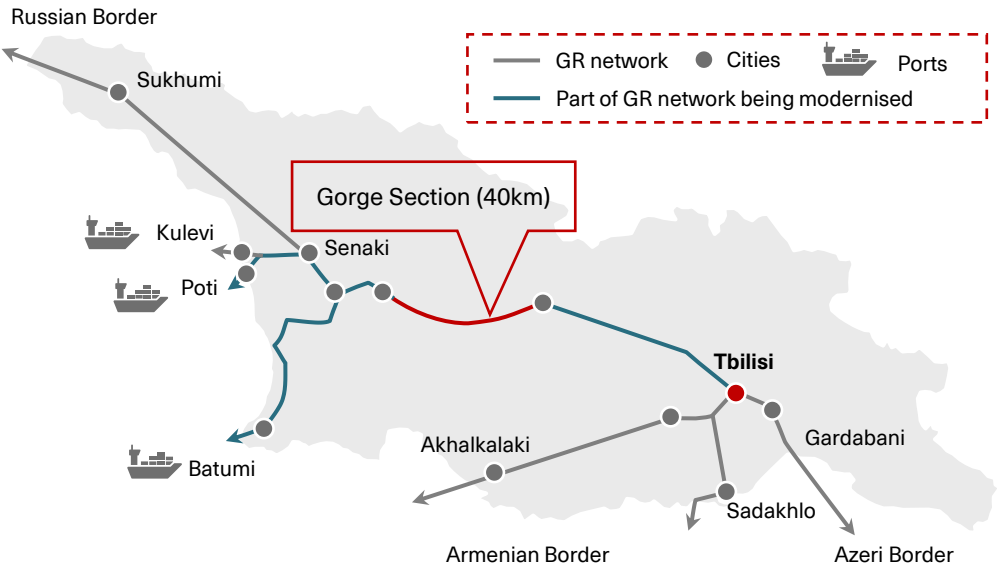 Russian Border
GR network
Cities
Ports
Part of GR network being modernised
Sukhumi
Gorge Section (40km)
Kulevi
Senaki
Poti
Tbilisi
Batumi
Akhalkalaki
Gardabani
Sadakhlo
Armenian Border
Azeri Border